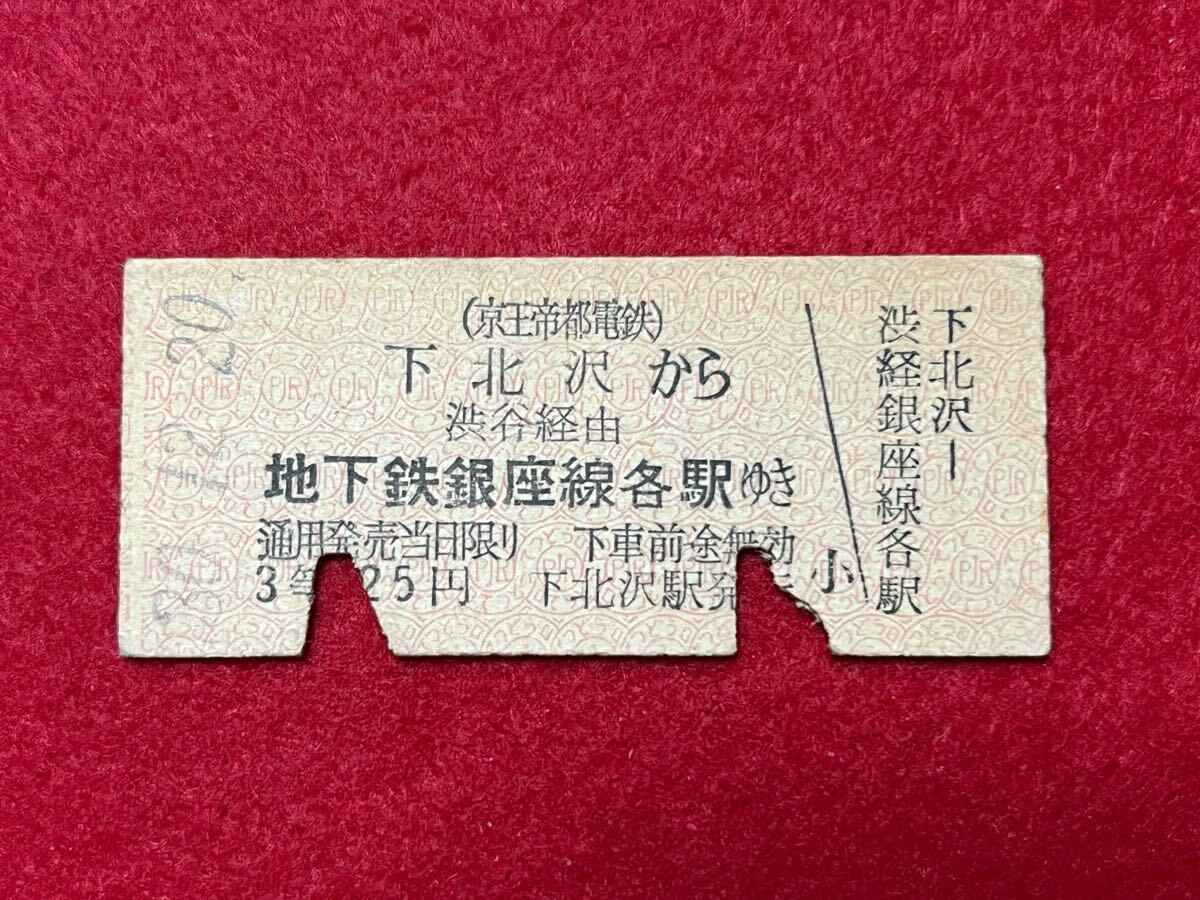 (京王帝都電鉄)
下北沢から
渋谷経由
地下鉄銀座線各駅ゆき
通用発売当日限り 下車前途無効
3等 25円 下北沢駅発行
小
下北沢ー
渋経銀座線各駅
12.20